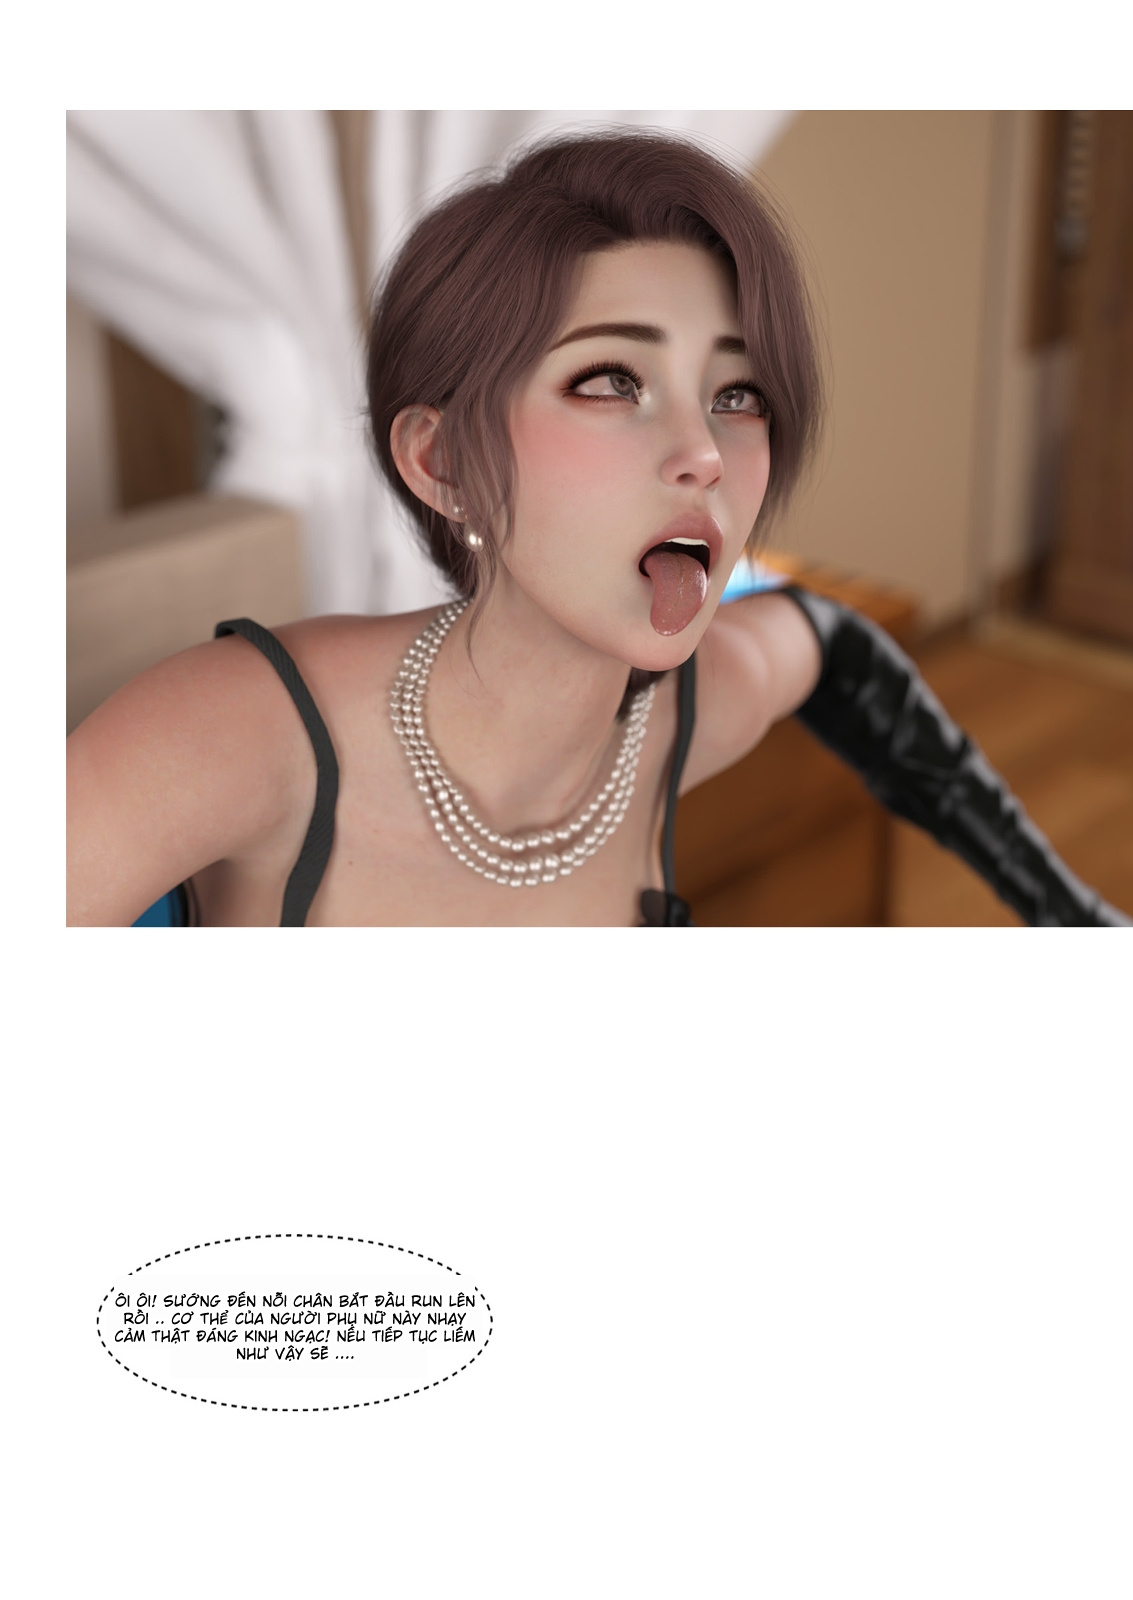 ÔI ÔI! SƯỚNG ĐẾN NỖI CHÂN BẮT ĐẦU RUN LÊN
RỒI .. CƠ THỂ CỦA NGƯỜI PHỤ NỮ NÀY NHẠY
CẢM THẬT ĐÁNG KINH NGẠC! NẾU TIẾP TỤC LIẾM
NHƯ VẬY SẼ ....